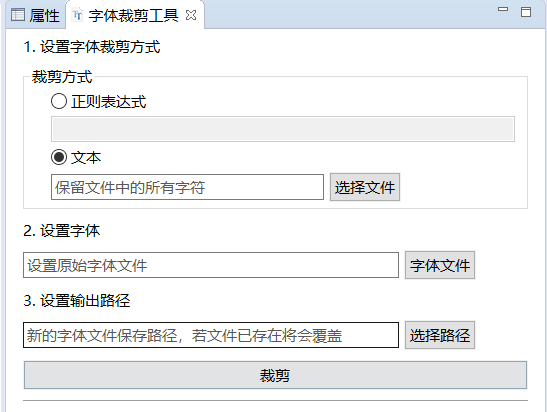 属性 字体裁剪工具
1. 设置字体裁剪方式
裁剪方式
正则表达式
文本
保留文件中的所有字符 选择文件
2. 设置字体
设置原始字体文件 字体文件
3. 设置输出路径
新的字体文件保存路径，若文件已存在将会覆盖 选择路径
裁剪